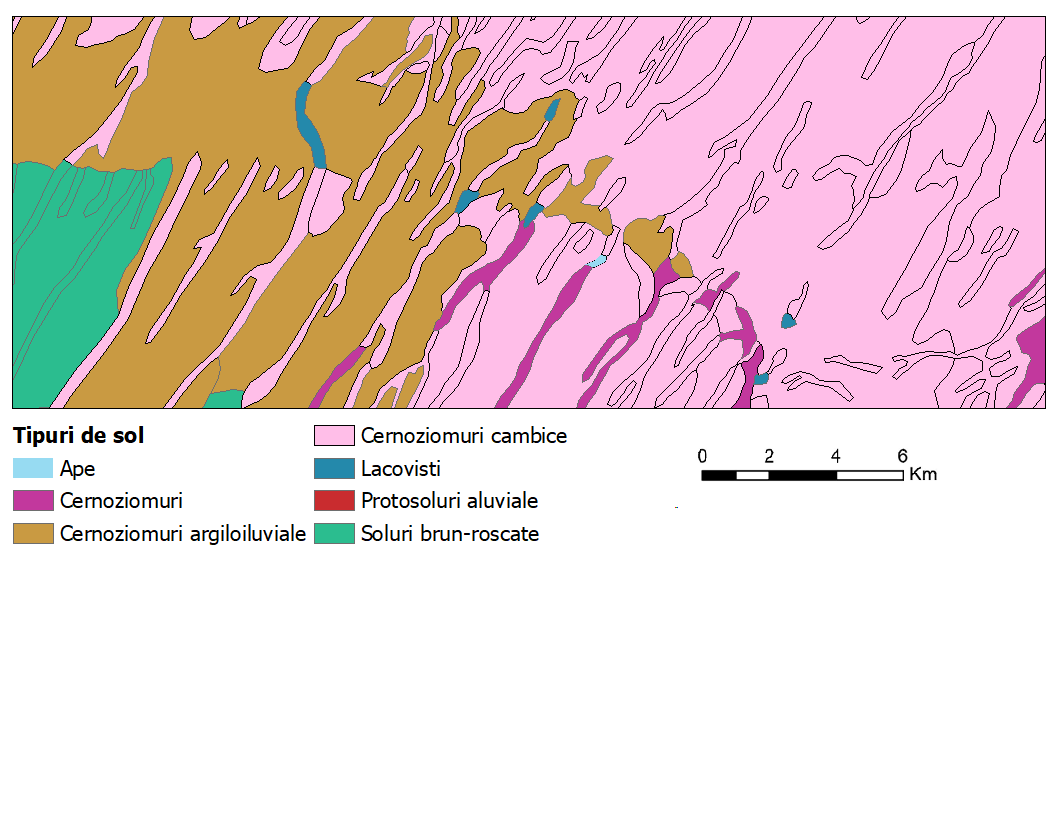 Tipuri de sol
Ape
Cernoziomuri
Cernoziomuri argiloiluviale
Cernoziomuri cambice
Lacovisti
Protosoluri aluviale
Soluri brun-roscate
0 2 4 6
Km